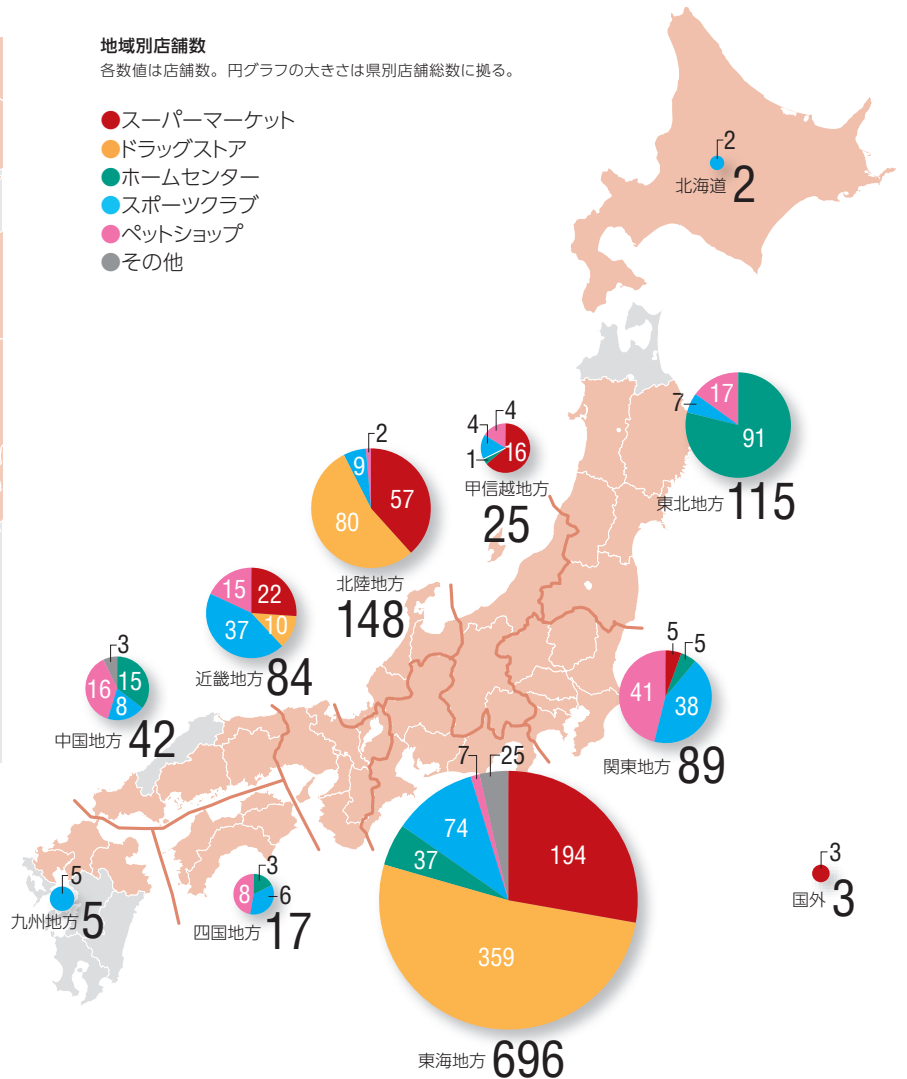 地域別店舗数
各数値は店舗数。円グラフの大きさは県別店舗総数に拠る。
スーパーマーケット
ドラッグストア
ホームセンター
スポーツクラブ
ペットショップ
その他
2
北海道 2
17
7
91
東北地方 115
4
4
1
16
甲信越地方
25
2
9
57
80
北陸地方
148
15
22
37
10
近畿地方 84
3
16
15
8
中国地方 42
5
5
41
38
関東地方 89
7
25
74
194
37
359
東海地方 696
3
8
6
四国地方 17
5
九州地方 5
3
国外 3